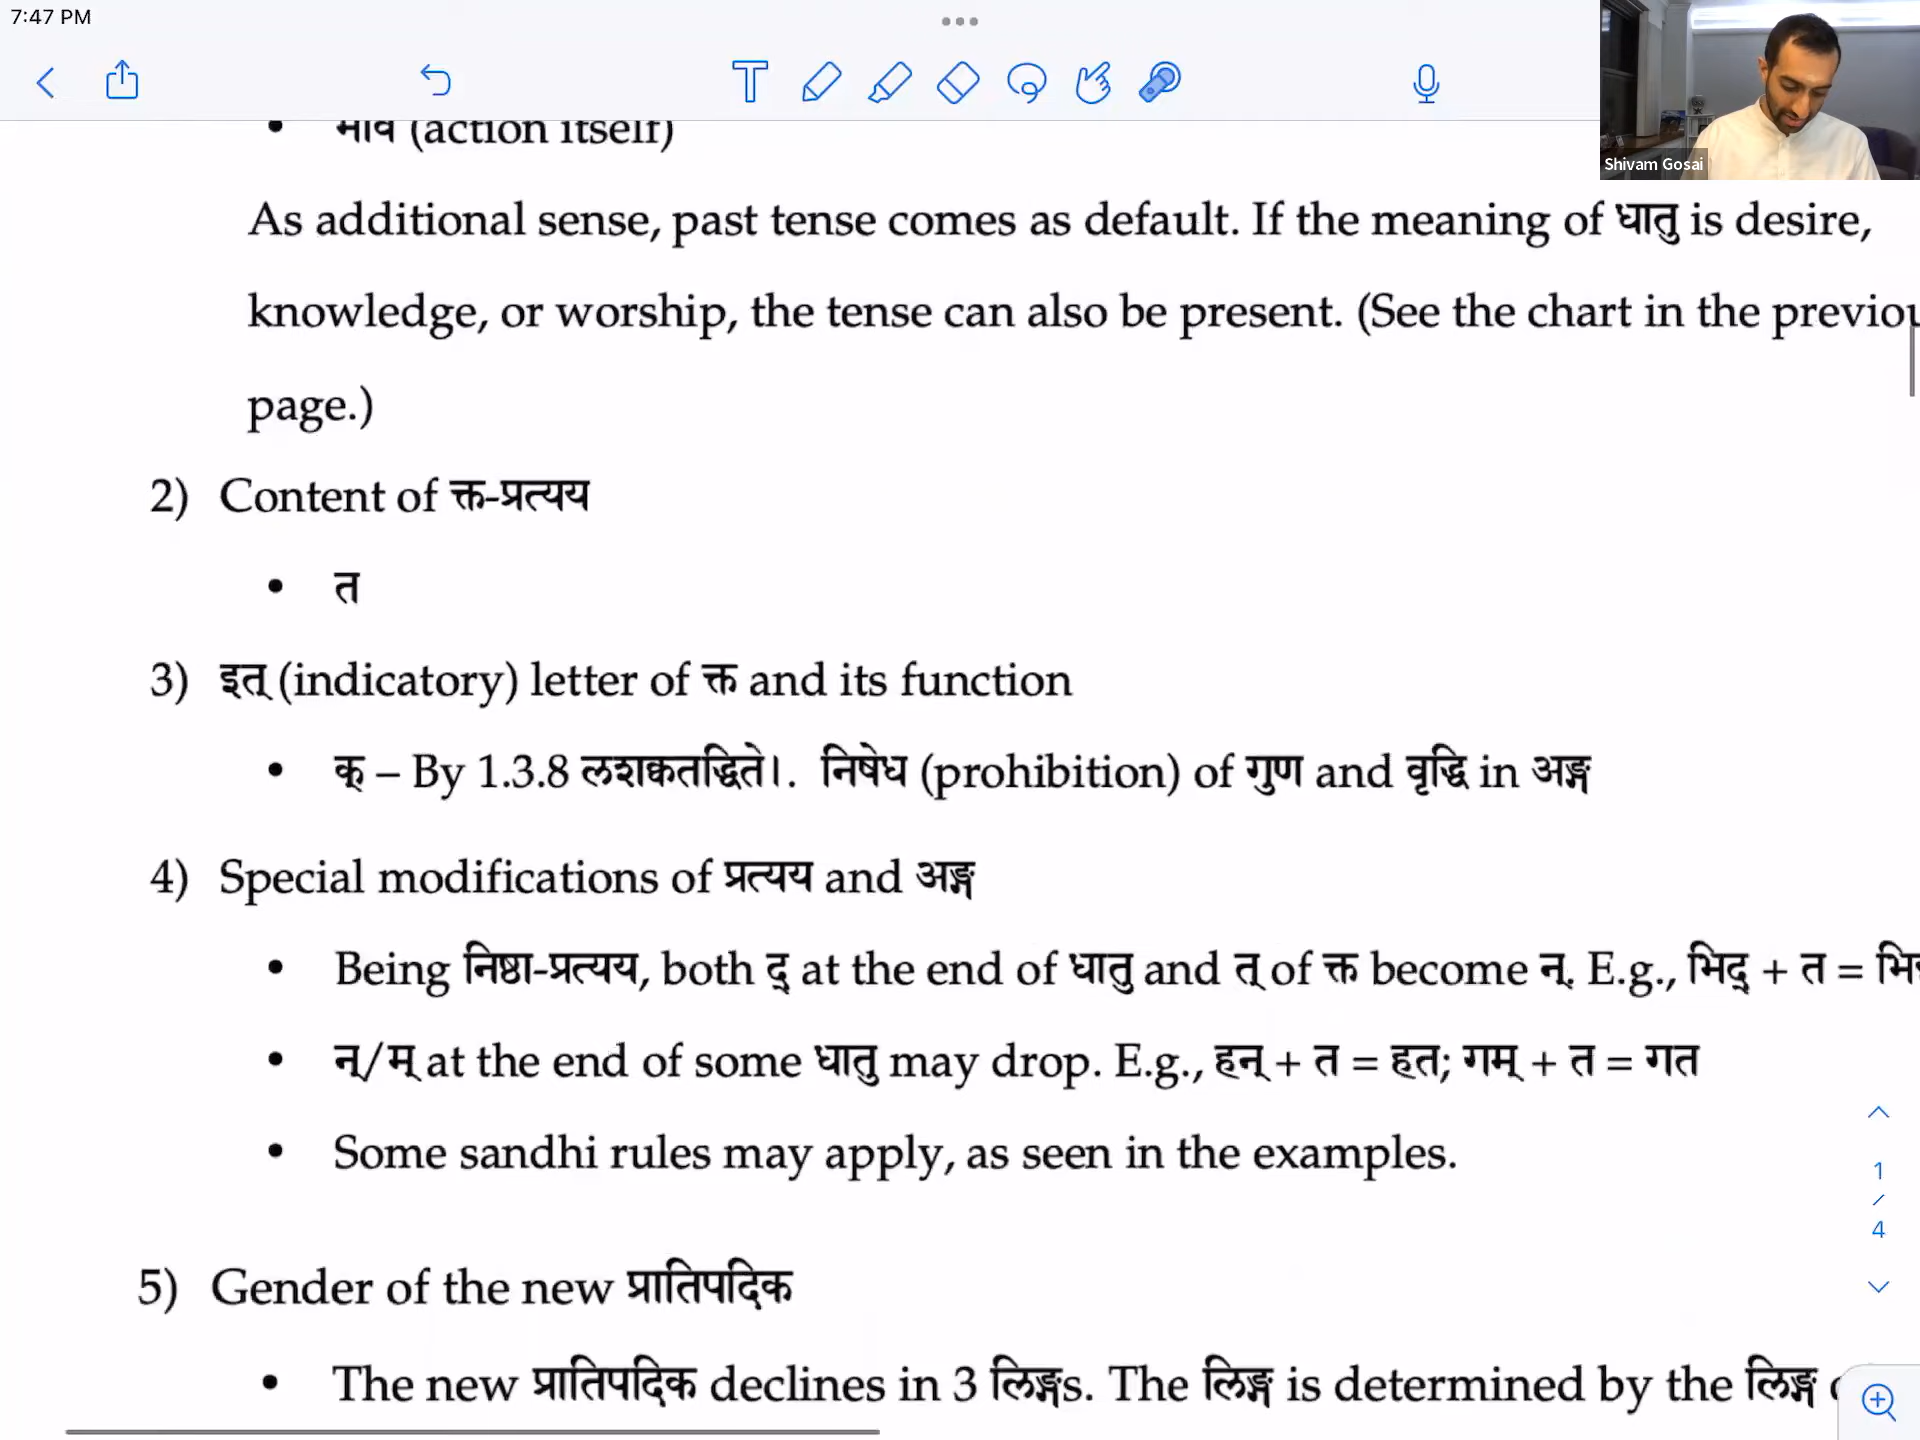 7:47 PM
Shivam Gosai
• भाव (action itself)
As additional sense, past tense comes as default. If the meaning of धातु is desire,
knowledge, or worship, the tense can also be present. (See the chart in the
page.)
2) Content of क्त-प्रत्यय
• त
3) इत् (indicatory) letter of क्त and its function
• क् – By 1.3.8 लशक्वतद्धिते।. निषेध (prohibition) of गुण and वृद्धि in अङ्ग
4) Special modifications of प्रत्यय and अङ्ग
• Being निष्ठा-प्रत्यय, both द् at the end of धातु and त् of क्त become न्. E.g., भिद् + त =
• न्/म् at the end of some धातु may drop. E.g., हन् + त = हत; गम् + त = गत
• Some sandhi rules may apply, as seen in the examples.
5) Gender of the new प्रातिपदिक
• The new प्रातिपदिक declines in 3 लिङ्गs. The लिङ्ग is determined by the लिङ्ग
1
/
4